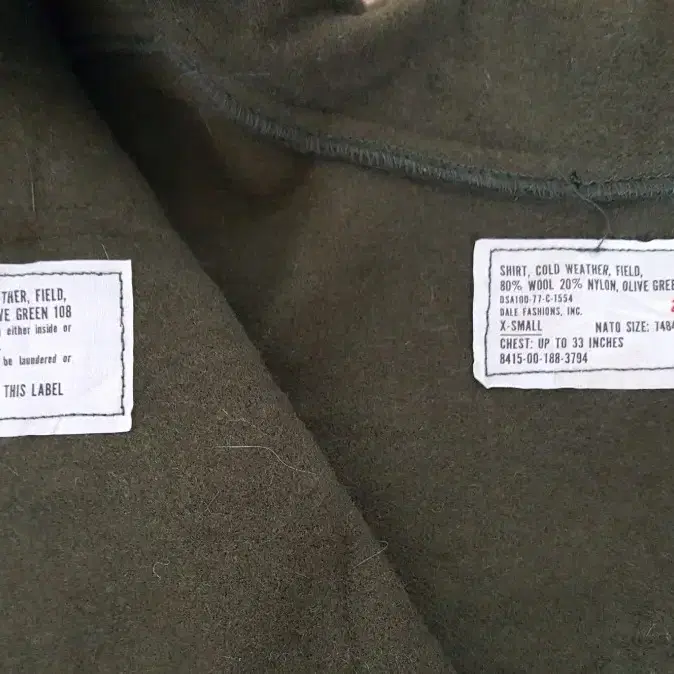 THER, FIELD,
VE GREEN 108
either inside or
be laundered or
THIS LABEL
SHIRT, COLD WEATHER, FIELD,
80% WOOL 20% NYLON, OLIVE GREE
DSA100-77-C-1554
DALE FASHIONS, INC.
X-SMALL NATO SIZE: 7484
CHEST: UP TO 33 INCHES
8415-00-188-3794